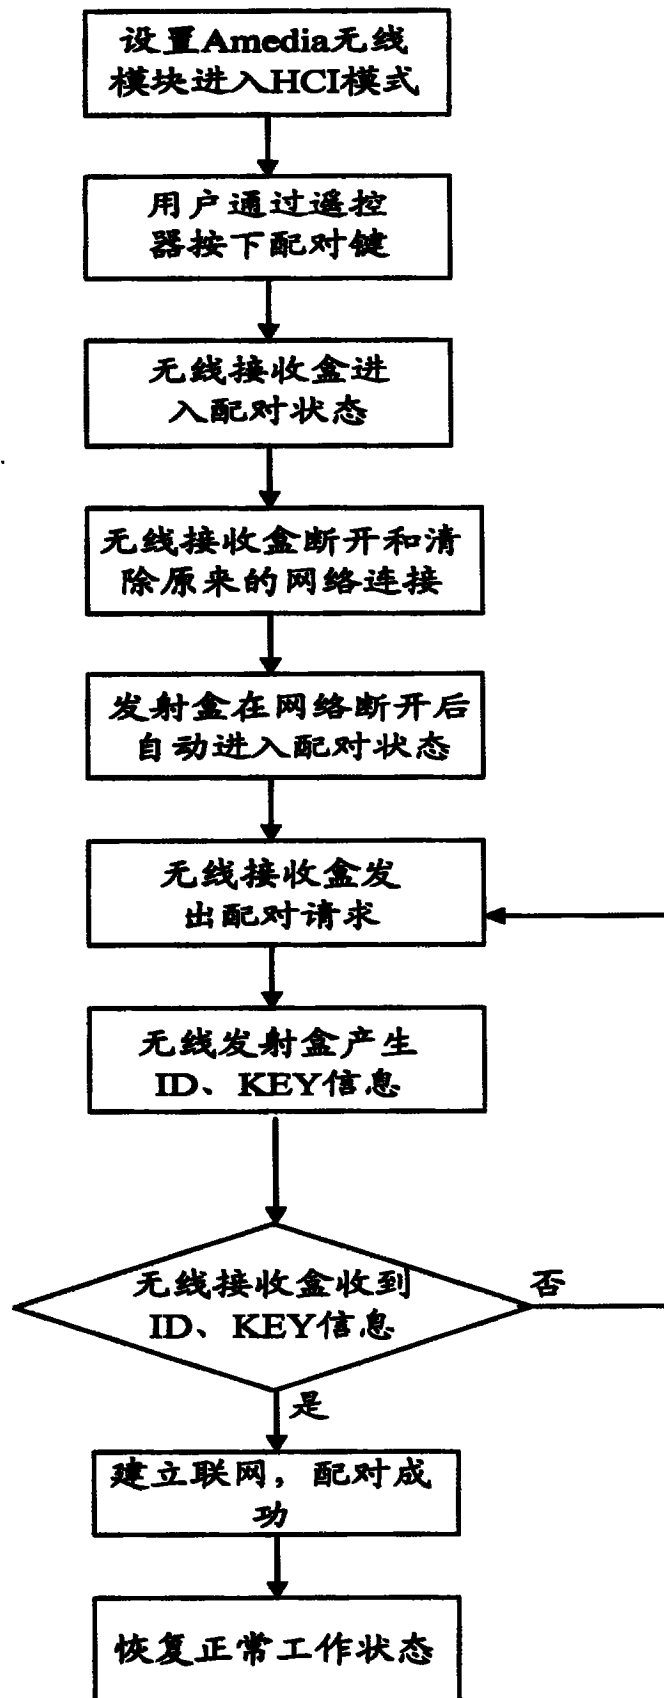 设置Amedia无线
模块进入HCI模式
用户通过遥控
器按下配对键
无线接收盒进
入配对状态
无线接收盒断开和清
除原来的网络连接
发射盒在网络断开后
自动进入配对状态
无线接收盒发
出配对请求
无线发射盒产生
ID、KEY信息
无线接收盒收到
ID、KEY信息
否
是
建立联网，配对成
功
恢复正常工作状态